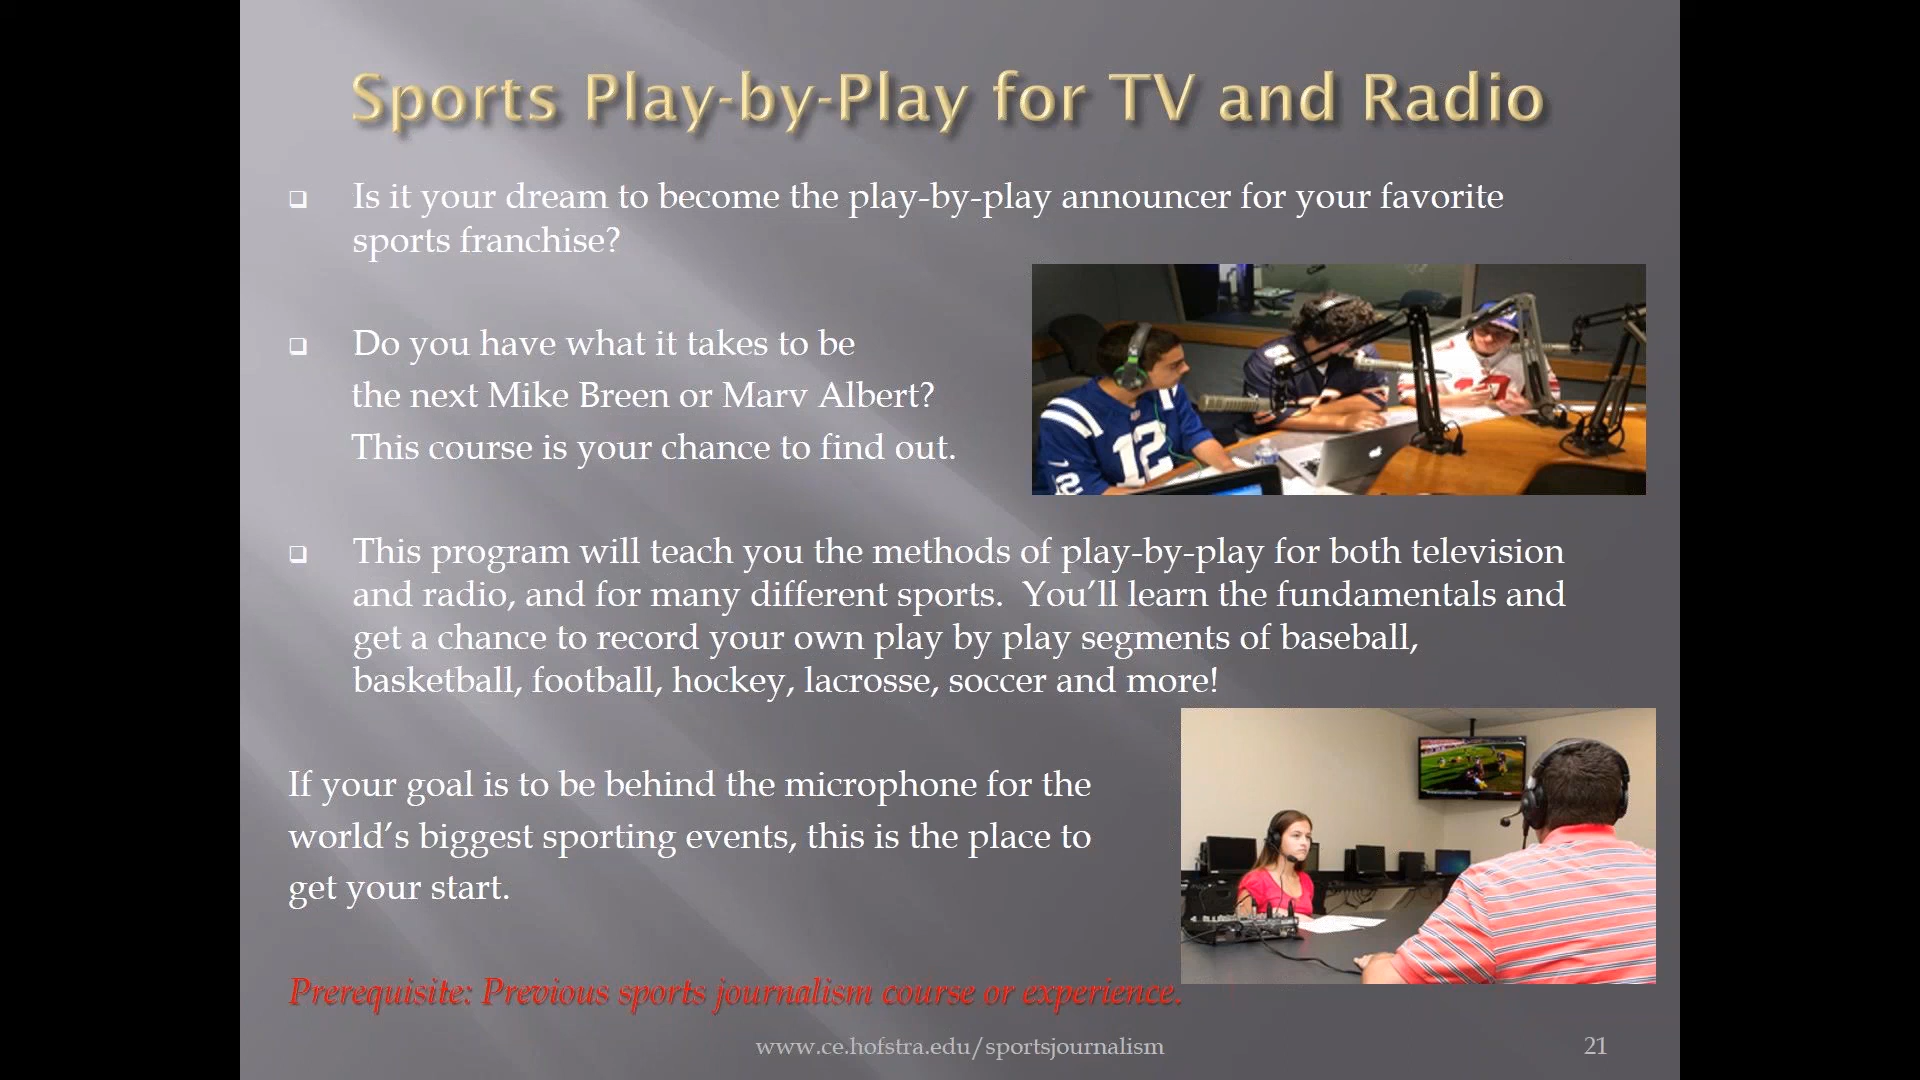 Sports Play-by-Play for TV and Radio
Is it your dream to become the play-by-play announcer for your favorite
sports franchise?
Do you have what it takes to be
the next Mike Breen or Marv Albert?
This course is your chance to find out.
12
12
17
This program will teach you the methods of play-by-play for both television
and radio, and for many different sports.  You’ll learn the fundamentals and
get a chance to record your own play by play segments of baseball,
basketball, football, hockey, lacrosse, soccer and more!
If your goal is to be behind the microphone for the
world’s biggest sporting events, this is the place to
get your start.
Prerequisite: Previous sports journalism course or experience.
www.ce.hofstra.edu/sportsjournalism
21